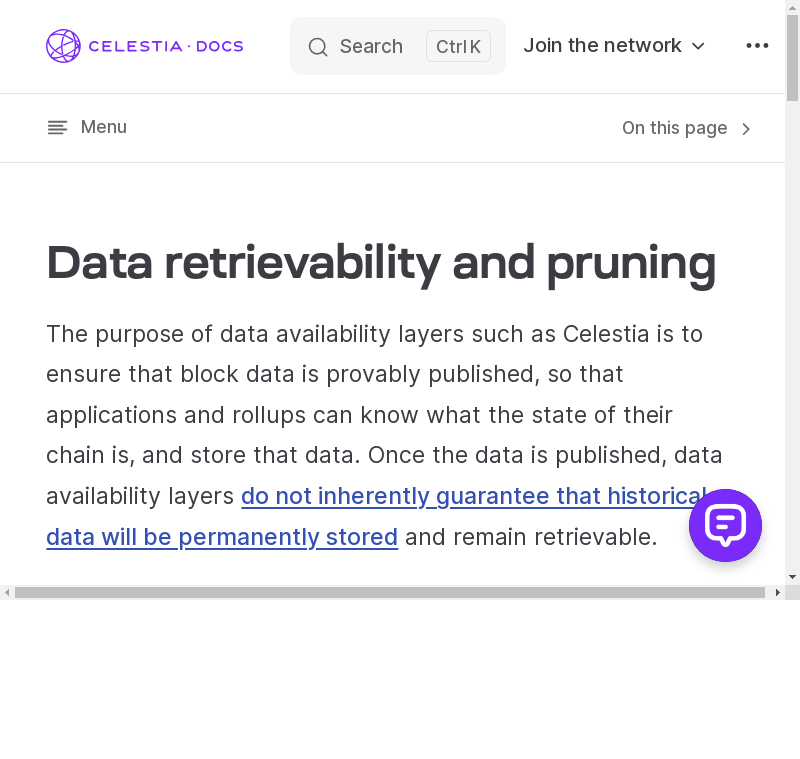 CELESTIA · DOCS
Search
Ctrl K
Join the network
Menu
On this page
Data retrievability and pruning
The purpose of data availability layers such as Celestia is to
ensure that block data is provably published, so that
applications and rollups can know what the state of their
chain is, and store that data. Once the data is published, data
availability layers do not inherently guarantee that historical
data will be permanently stored and remain retrievable.